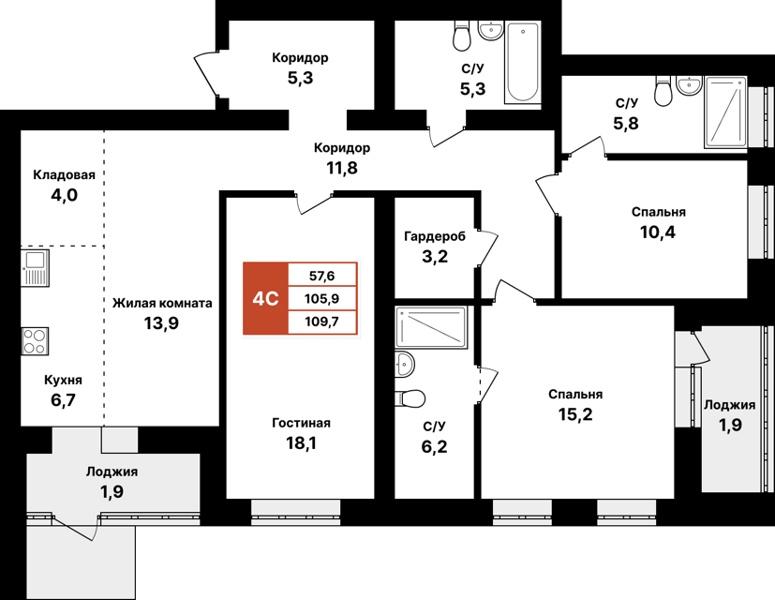 Коридор
5,3
С/У
5,3
С/У
5,8
Коридор
11,8
Кладовая
4,0
Спальня
10,4
Гардероб
3,2
4С
57,6
105,9
109,7
Жилая комната
13,9
Кухня
6,7
Гостиная
18,1
С/У
6,2
Спальня
15,2
Лоджия
1,9
Лоджия
1,9